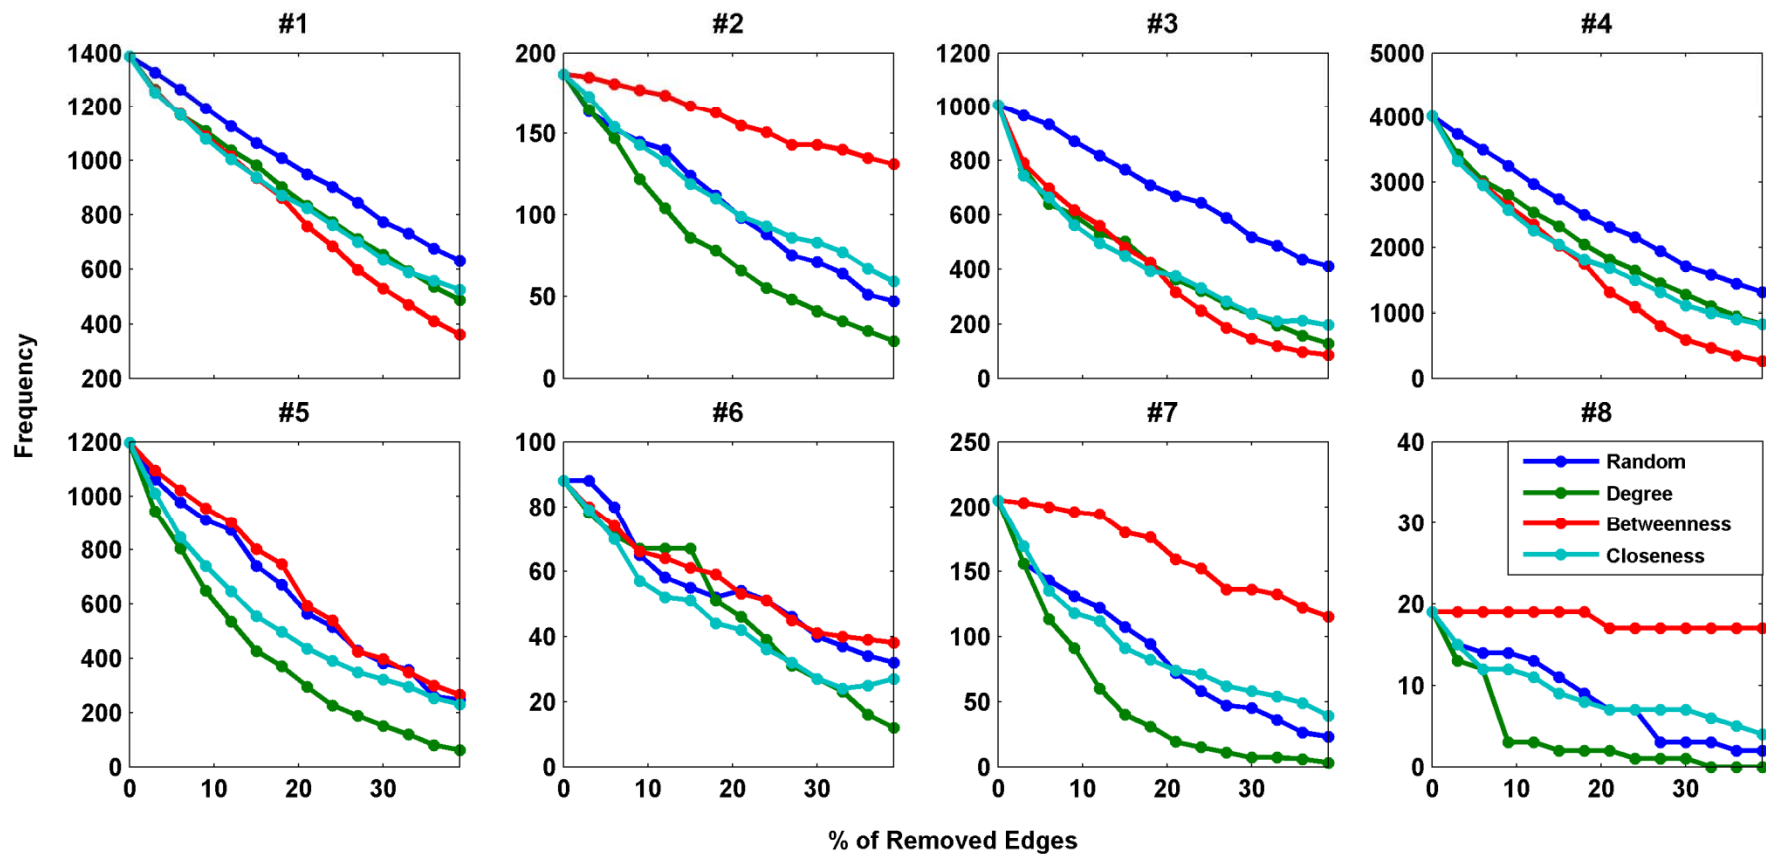 #1 #2 #3 #4
1400 200 1200 5000
1200 150 1000 4000
1000 100 800 3000
800 50 600 2000
600 0 400 1000
400 200 0
200 0
#5 #6 #7 #8
1200 100 250 40
1000 80 200 30
800 60 150 20
600 40 100 10
400 20 50 0
200 0 0
0
Random
Degree
Betweenness
Closeness
0 10 20 30 0 10 20 30 0 10 20 30 0 10 20 30
Frequency
% of Removed Edges